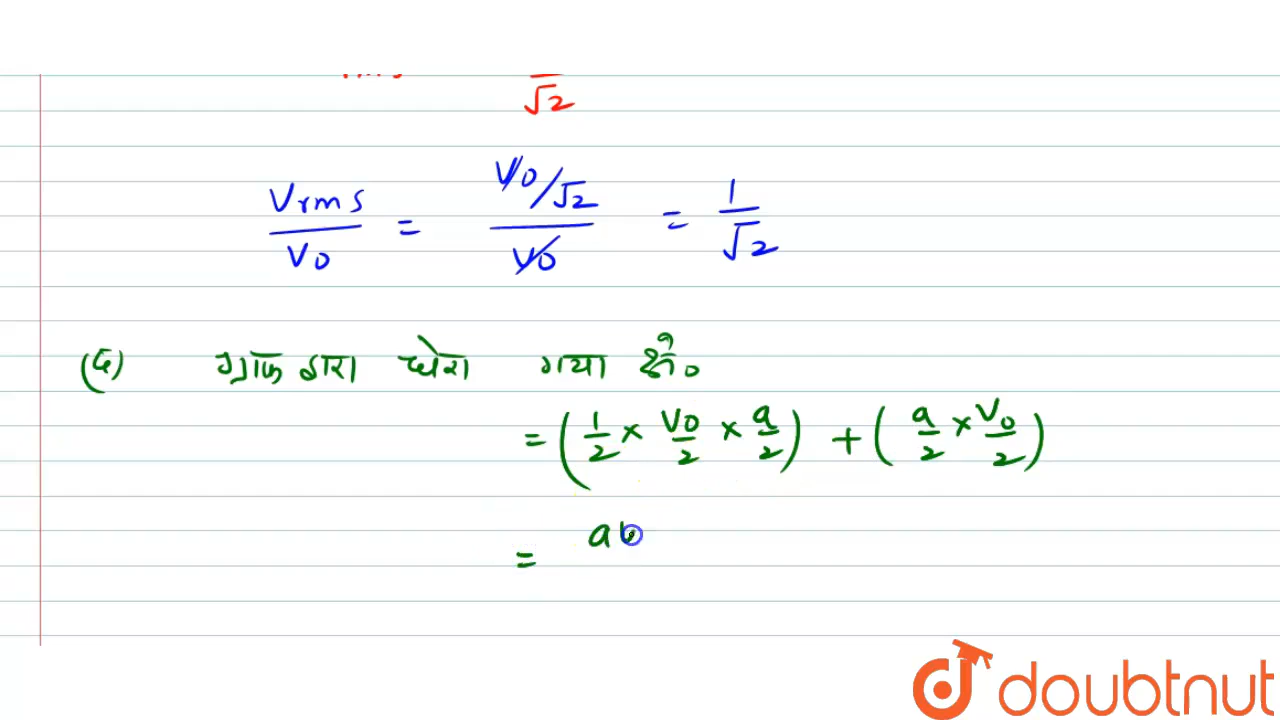 √2
Vrms / V0 = V0/√2 / V0 = 1/√2
(द) ग्राफ द्वारा घेरा गया क्षे०
= (1/2 × V0/2 × a/2) + (a/2 × V0/2)
= a
doubtnut